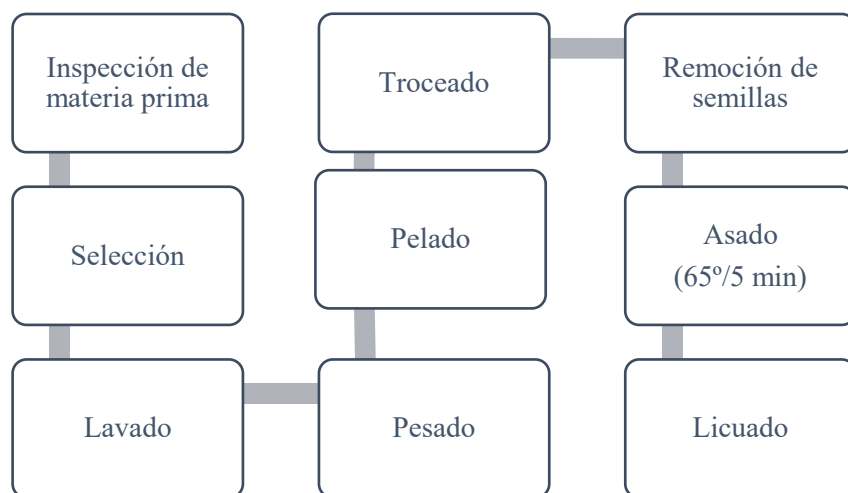 Inspección de
materia prima
Selección
Lavado
Pesado
Pelado
Troceado
Remoción de
semillas
Asado
(65º/5 min)
Licuado